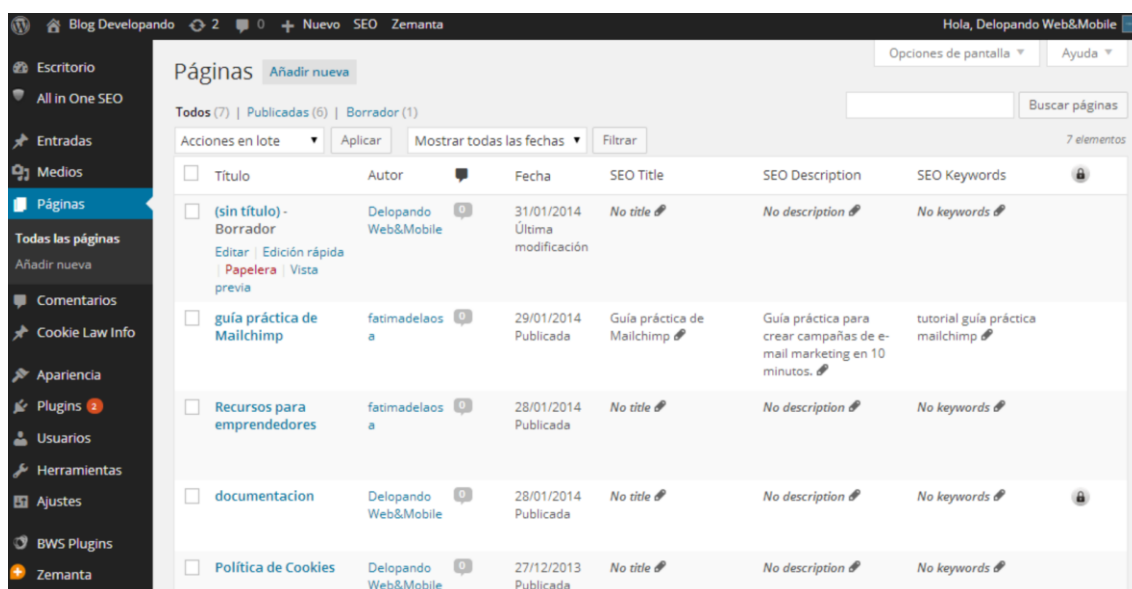 Blog Developando 2 0 + Nuevo SEO Zemanta Hola, Delopando Web&Mobile
Escritorio
All in One SEO
Entradas
Medios
Páginas
Todas las páginas
Añadir nueva
Comentarios
Cookie Law Info
Apariencia
Plugins 2
Usuarios
Herramientas
Ajustes
BWS Plugins
Zemanta
Opciones de pantalla ▼ Ayuda ▼
Páginas Añadir nueva
Todos (7) | Publicadas (6) | Borrador (1)
Buscar páginas
Acciones en lote ▼ Aplicar Mostrar todas las fechas ▼ Filtrar 7 elementos
Título Autor Fecha SEO Title SEO Description SEO Keywords
(sin título) - Delopando 0 31/01/2014 No title No description No keywords
Borrador Web&Mobile Última
modificación
Editar | Edición rápida
| Papelera | Vista
previa
guía práctica de fatimadelaos 0 29/01/2014 Guía práctica de Guía práctica para tutorial guía práctica
Mailchimp a Publicada Mailchimp crear campañas de e- mailchimp
mail marketing en 10
minutos.
Recursos para fatimadelaos 0 28/01/2014 No title No description No keywords
emprendedores a Publicada
documentacion Delopando 0 28/01/2014 No title No description No keywords
Web&Mobile Publicada
Política de Cookies Delopando 0 27/12/2013 No title No description No keywords
Web&Mobile Publicada